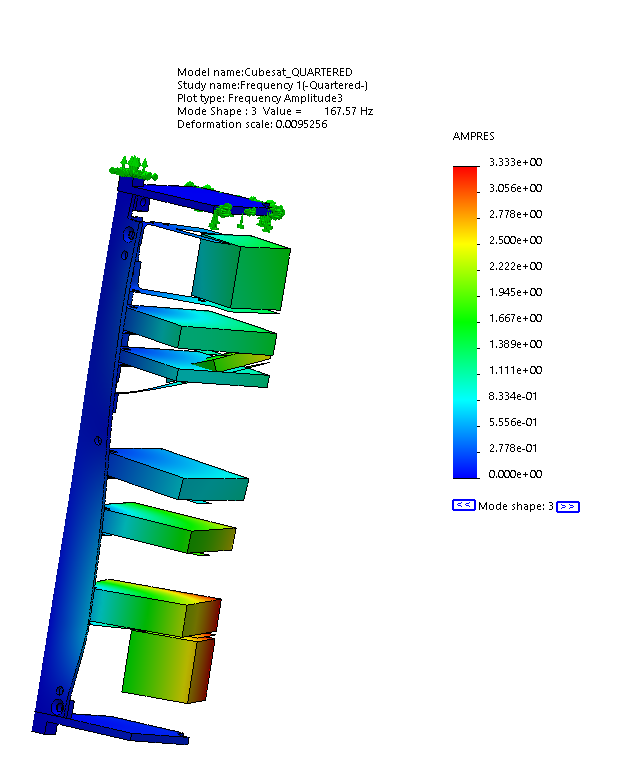 Model name:Cubesat_QUARTERED
Study name:Frequency 1(-Quartered-)
Plot type: Frequency Amplitude3
Mode Shape : 3 Value = 167.57 Hz
Deformation scale: 0.0095256
AMPRES
3.333e+00
3.056e+00
2.778e+00
2.500e+00
2.222e+00
1.945e+00
1.667e+00
1.389e+00
1.111e+00
8.334e-01
5.556e-01
2.778e-01
0.000e+00
<< Mode shape: 3 >>